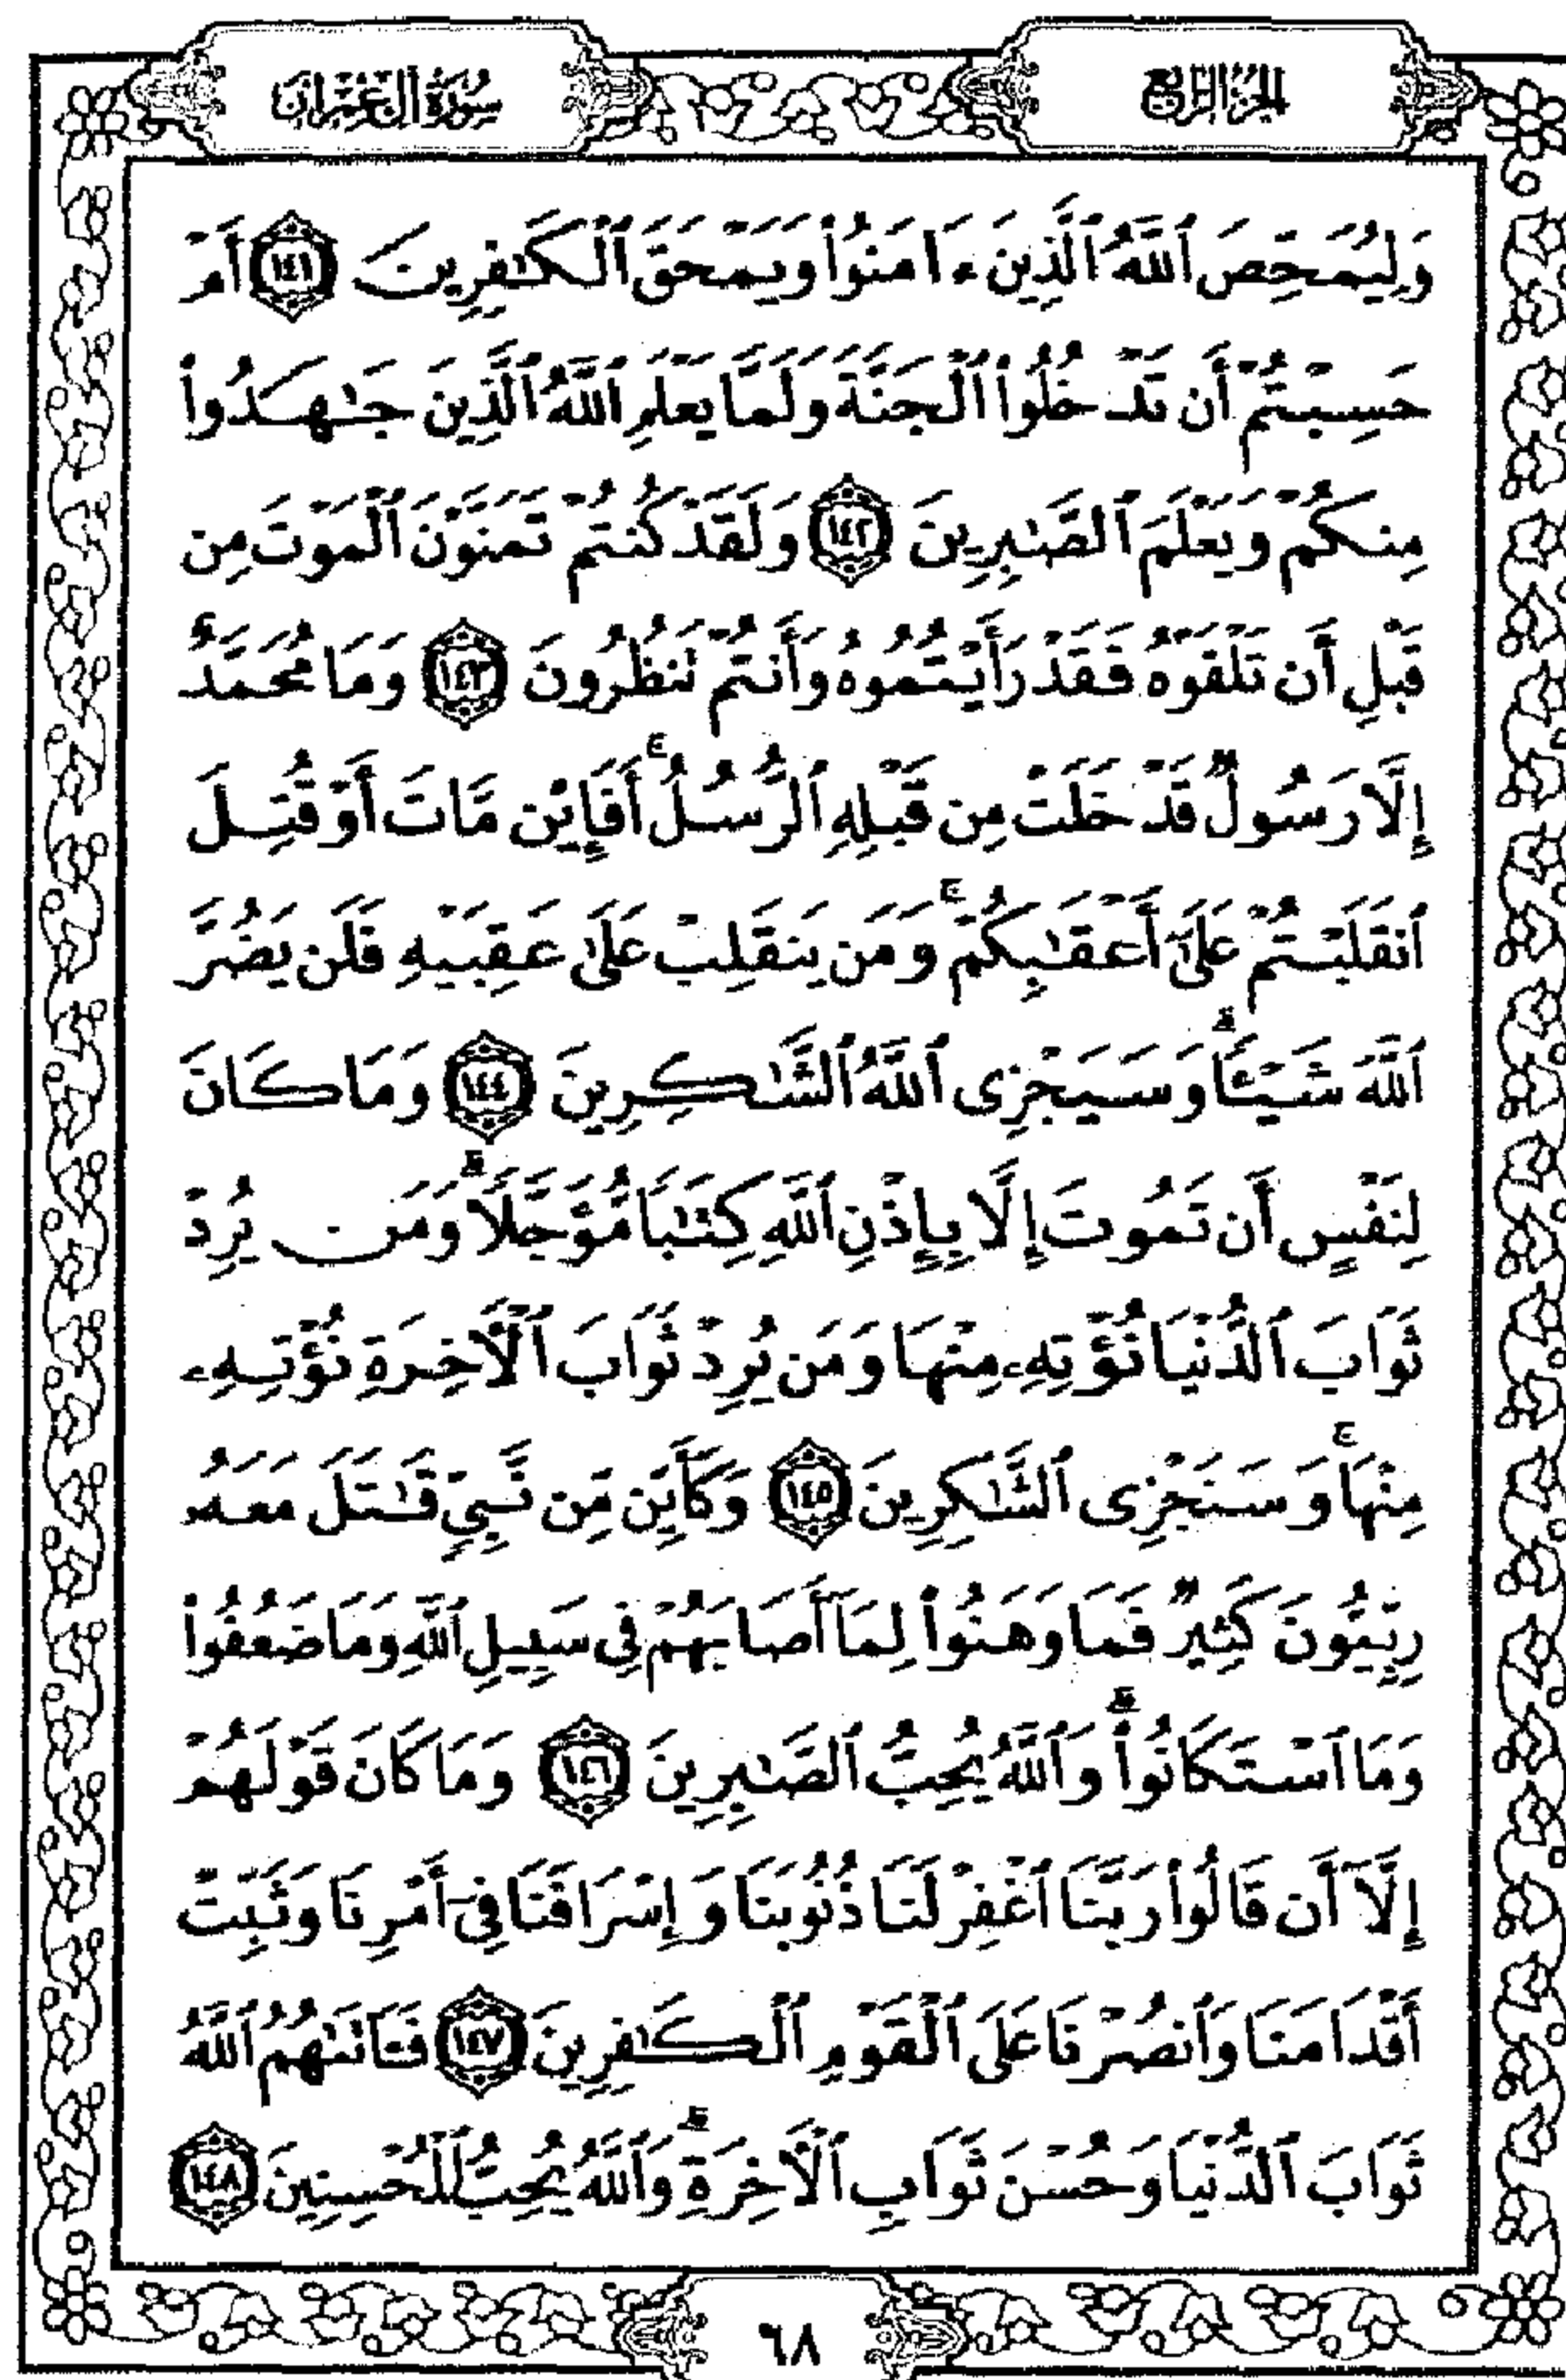 الجزء الرابع
سورة آل عمران
وَلِيُمَحِّصَ ٱللَّهُ ٱلَّذِينَ ءَامَنُوا۟ وَيَمْحَقَ ٱلْكَٰفِرِينَ ١٤١ أَمْ
حَسِبْتُمْ أَن تَدْخُلُوا۟ ٱلْجَنَّةَ وَلَمَّا يَعْلَمِ ٱللَّهُ ٱلَّذِينَ جَٰهَدُوا۟
مِنكُمْ وَيَعْلَمَ ٱلصَّٰبِرِينَ ١٤٢ وَلَقَدْ كُنتُمْ تَمَنَّوْنَ ٱلْمَوْتَ مِن
قَبْلِ أَن تَلْقَوْهُ فَقَدْ رَأَيْتُمُوهُ وَأَنتُمْ تَنظُرُونَ ١٤٣ وَمَا مُحَمَّدٌ
إِلَّا رَسُولٌ قَدْ خَلَتْ مِن قَبْلِهِ ٱلرُّسُلُ ۚ أَفَإِي۟ن مَّاتَ أَوْ قُتِلَ
ٱنقَلَبْتُمْ عَلَىٰٓ أَعْقَٰبِكُمْ ۚ وَمَن يَنقَلِبْ عَلَىٰ عَقِبَيْهِ فَلَن يَضُرَّ
ٱللَّهَ شَيْـًٔا ۗ وَسَيَجْزِى ٱللَّهُ ٱلشَّٰكِرِينَ ١٤٤ وَمَا كَانَ
لِنَفْسٍ أَن تَمُوتَ إِلَّا بِإِذْنِ ٱللَّهِ كِتَٰبًا مُّؤَجَّلًا ۗ وَمَن يُرِدْ
ثَوَابَ ٱلدُّنْيَا نُؤْتِهِۦ مِنْهَا وَمَن يُرِدْ ثَوَابَ ٱلْـَٔاخِرَةِ نُؤْتِهِۦ
مِنْهَا ۚ وَسَنَجْزِى ٱلشَّٰكِرِينَ ١٤٥ وَكَأَيِّن مِّن نَّبِىٍّ قَٰتَلَ مَعَهُۥ
رِبِّيُّونَ كَثِيرٌ فَمَا وَهَنُوا۟ لِمَآ أَصَابَهُمْ فِى سَبِيلِ ٱللَّهِ وَمَا ضَعُفُوا۟
وَمَا ٱسْتَكَانُوا۟ ۗ وَٱللَّهُ يُحِبُّ ٱلصَّٰبِرِينَ ١٤٦ وَمَا كَانَ قَوْلَهُمْ
إِلَّآ أَن قَالُوا۟ رَبَّنَا ٱغْفِرْ لَنَا ذُنُوبَنَا وَإِسْرَافَنَا فِىٓ أَمْرِنَا وَثَبِّتْ
أَقْدَامَنَا وَٱنصُرْنَا عَلَى ٱلْقَوْمِ ٱلْكَٰفِرِينَ ١٤٧ فَـَٔاتَىٰهُمُ ٱللَّهُ
ثَوَابَ ٱلدُّنْيَا وَحُسْنَ ثَوَابِ ٱلْـَٔاخِرَةِ ۗ وَٱللَّهُ يُحِبُّ ٱلْمُحْسِنِينَ ١٤٨
٦٨